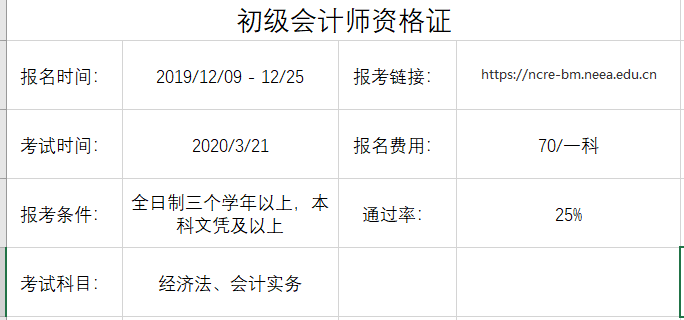 初级会计师资格证
报名时间： 2019/12/09 - 12/25 报考链接： https://ncre-bm.neea.edu.cn
考试时间： 2020/3/21 报名费用： 70/一科
报考条件： 全日制三个学年以上，本
科文凭及以上 通过率： 25%
考试科目： 经济法、会计实务